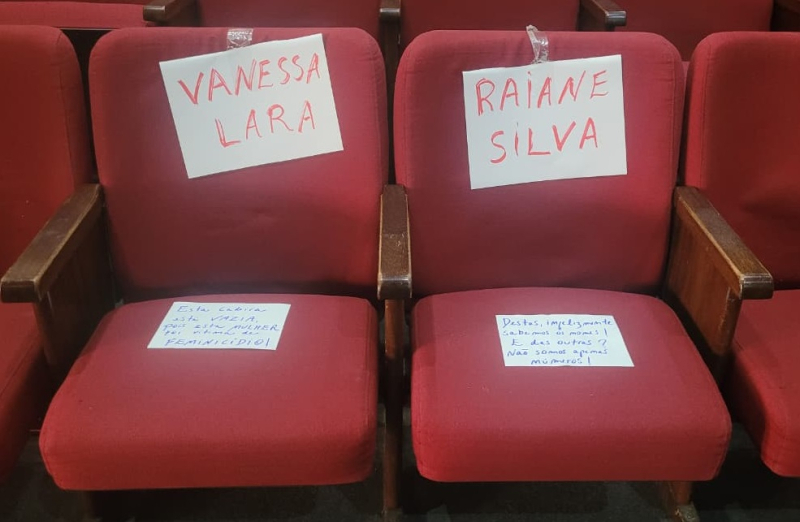 VANESSA
LARA
RAIANE
SILVA
Esta cadeira
está VAZIA,
pois esta MULHER
foi vítima de
FEMINICÍDIO!
Destas, infelizmente
sabemos os nomes!
E das outras?
Não somos apenas
números!